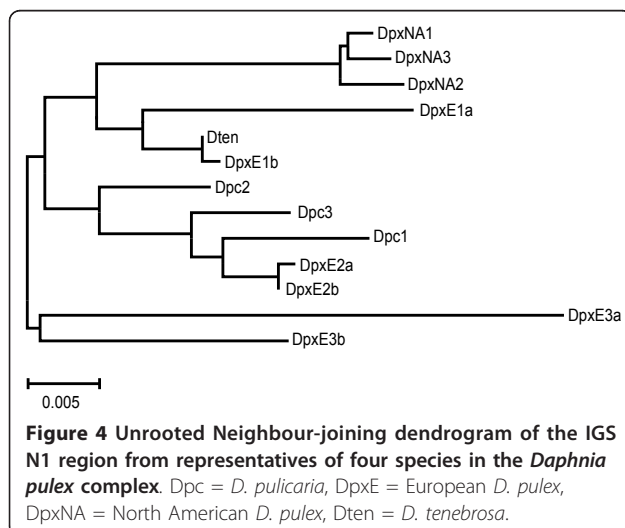 DpxNA1
DpxNA3
DpxNA2
DpxE1a
Dten
DpxE1b
Dpc2
Dpc3
Dpc1
DpxE2a
DpxE2b
DpxE3a
DpxE3b
0.005
Figure 4 Unrooted Neighbour-joining dendrogram of the IGS
N1 region from representatives of four species in the Daphnia
pulex complex. Dpc = D. pulicaria, DpxE = European D. pulex,
DpxNA = North American D. pulex, Dten = D. tenebrosa.